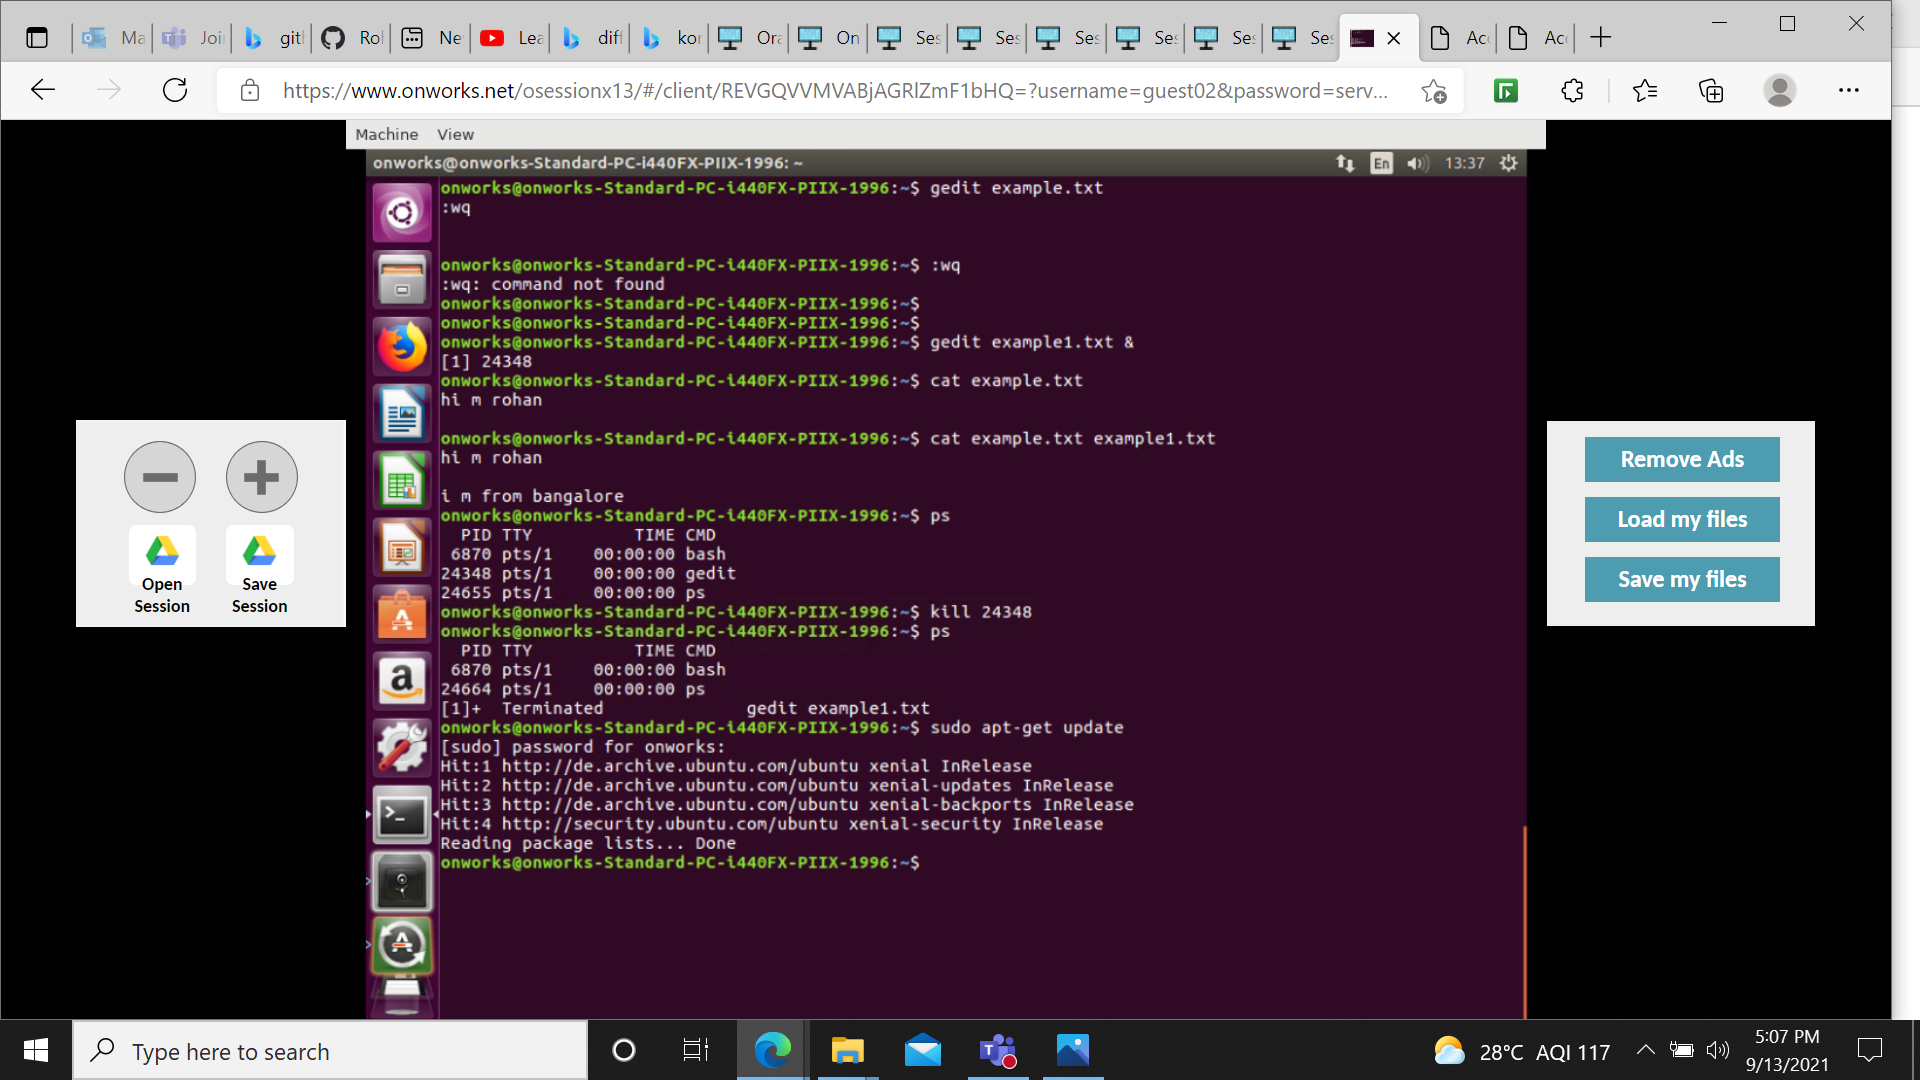 Ma
Joi
git
Rol
Ne
Lea
diff
kor
Ora
On
Ses
Ses
Ses
Ses
Ses
Ses
Acc
Acc
https://www.onworks.net/osessionx13/#/client/REVGQVVMVABjAGRlZmF1bHQ=?username=guest02&password=serv...
Machine View
onworks@onworks-Standard-PC-i440FX-PIIX-1996: ~
En
13:37
onworks@onworks-Standard-PC-i440FX-PIIX-1996:~$ gedit example.txt
:wq
onworks@onworks-Standard-PC-i440FX-PIIX-1996:~$ :wq
:wq: command not found
onworks@onworks-Standard-PC-i440FX-PIIX-1996:~$
onworks@onworks-Standard-PC-i440FX-PIIX-1996:~$
onworks@onworks-Standard-PC-i440FX-PIIX-1996:~$ gedit example1.txt &
[1] 24348
onworks@onworks-Standard-PC-i440FX-PIIX-1996:~$ cat example.txt
hi m rohan
onworks@onworks-Standard-PC-i440FX-PIIX-1996:~$ cat example.txt example1.txt
hi m rohan
i m from bangalore
onworks@onworks-Standard-PC-i440FX-PIIX-1996:~$ ps
PID TTY TIME CMD
6870 pts/1 00:00:00 bash
24348 pts/1 00:00:00 gedit
24655 pts/1 00:00:00 ps
onworks@onworks-Standard-PC-i440FX-PIIX-1996:~$ kill 24348
onworks@onworks-Standard-PC-i440FX-PIIX-1996:~$ ps
PID TTY TIME CMD
6870 pts/1 00:00:00 bash
24664 pts/1 00:00:00 ps
[1]+ Terminated gedit example1.txt
onworks@onworks-Standard-PC-i440FX-PIIX-1996:~$ sudo apt-get update
[sudo] password for onworks:
Hit:1 http://de.archive.ubuntu.com/ubuntu xenial InRelease
Hit:2 http://de.archive.ubuntu.com/ubuntu xenial-updates InRelease
Hit:3 http://de.archive.ubuntu.com/ubuntu xenial-backports InRelease
Hit:4 http://security.ubuntu.com/ubuntu xenial-security InRelease
Reading package lists... Done
onworks@onworks-Standard-PC-i440FX-PIIX-1996:~$
Open
Session
Save
Session
Remove Ads
Load my files
Save my files
Type here to search
28°C AQI 117
5:07 PM
9/13/2021